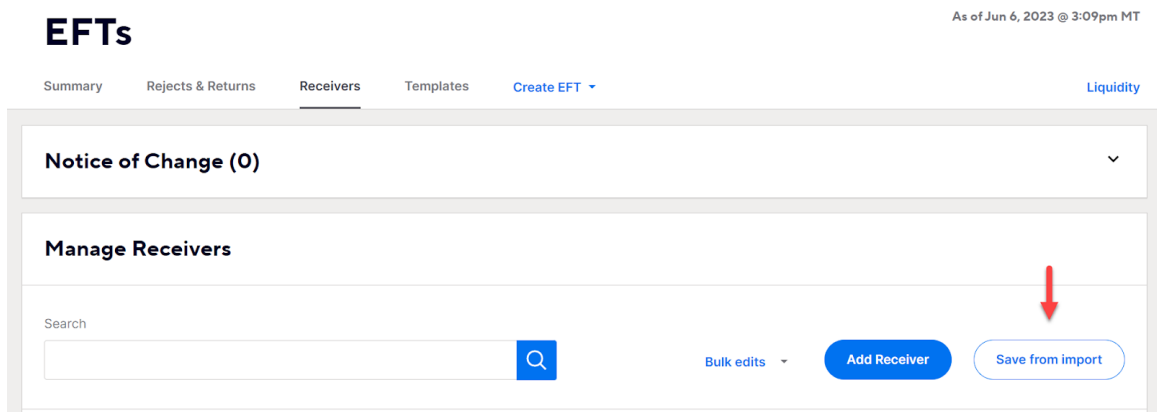 As of Jun 6, 2023 @ 3:09pm MT
EFTs
Summary Rejects & Returns Receivers Templates Create EFT Liquidity
Notice of Change (0)
Manage Receivers
Search
Bulk edits Add Receiver Save from import